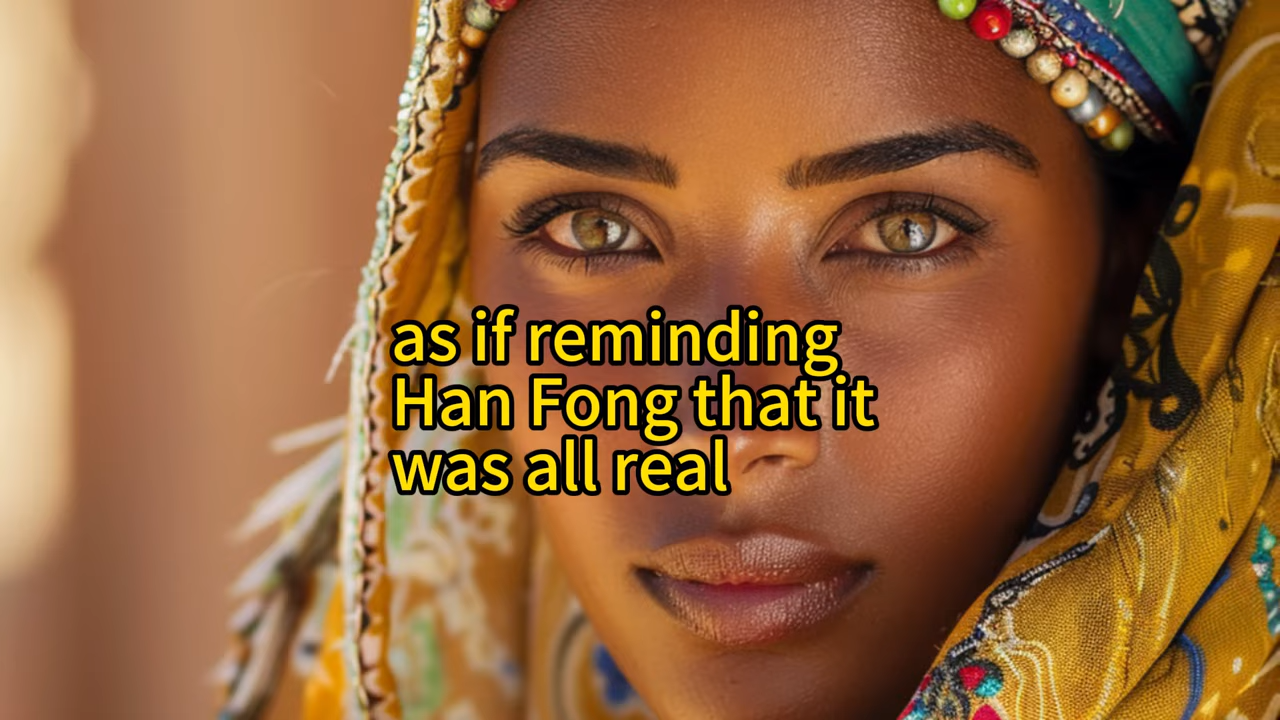 as if reminding
Han Fong that it
was all real